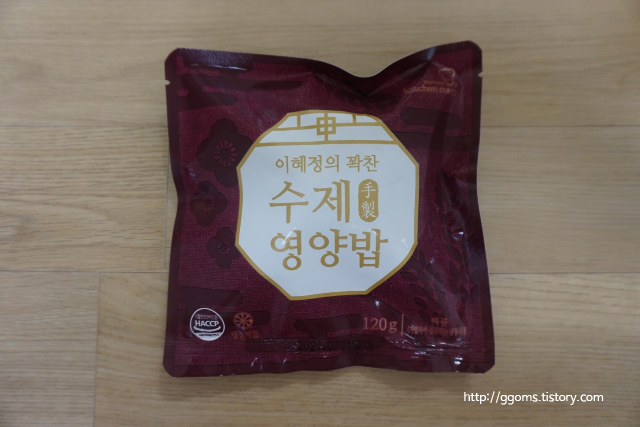 이혜정의 꽉찬
수제
手製
영양밥
HACCP
120g
http://ggoms.tistory.com